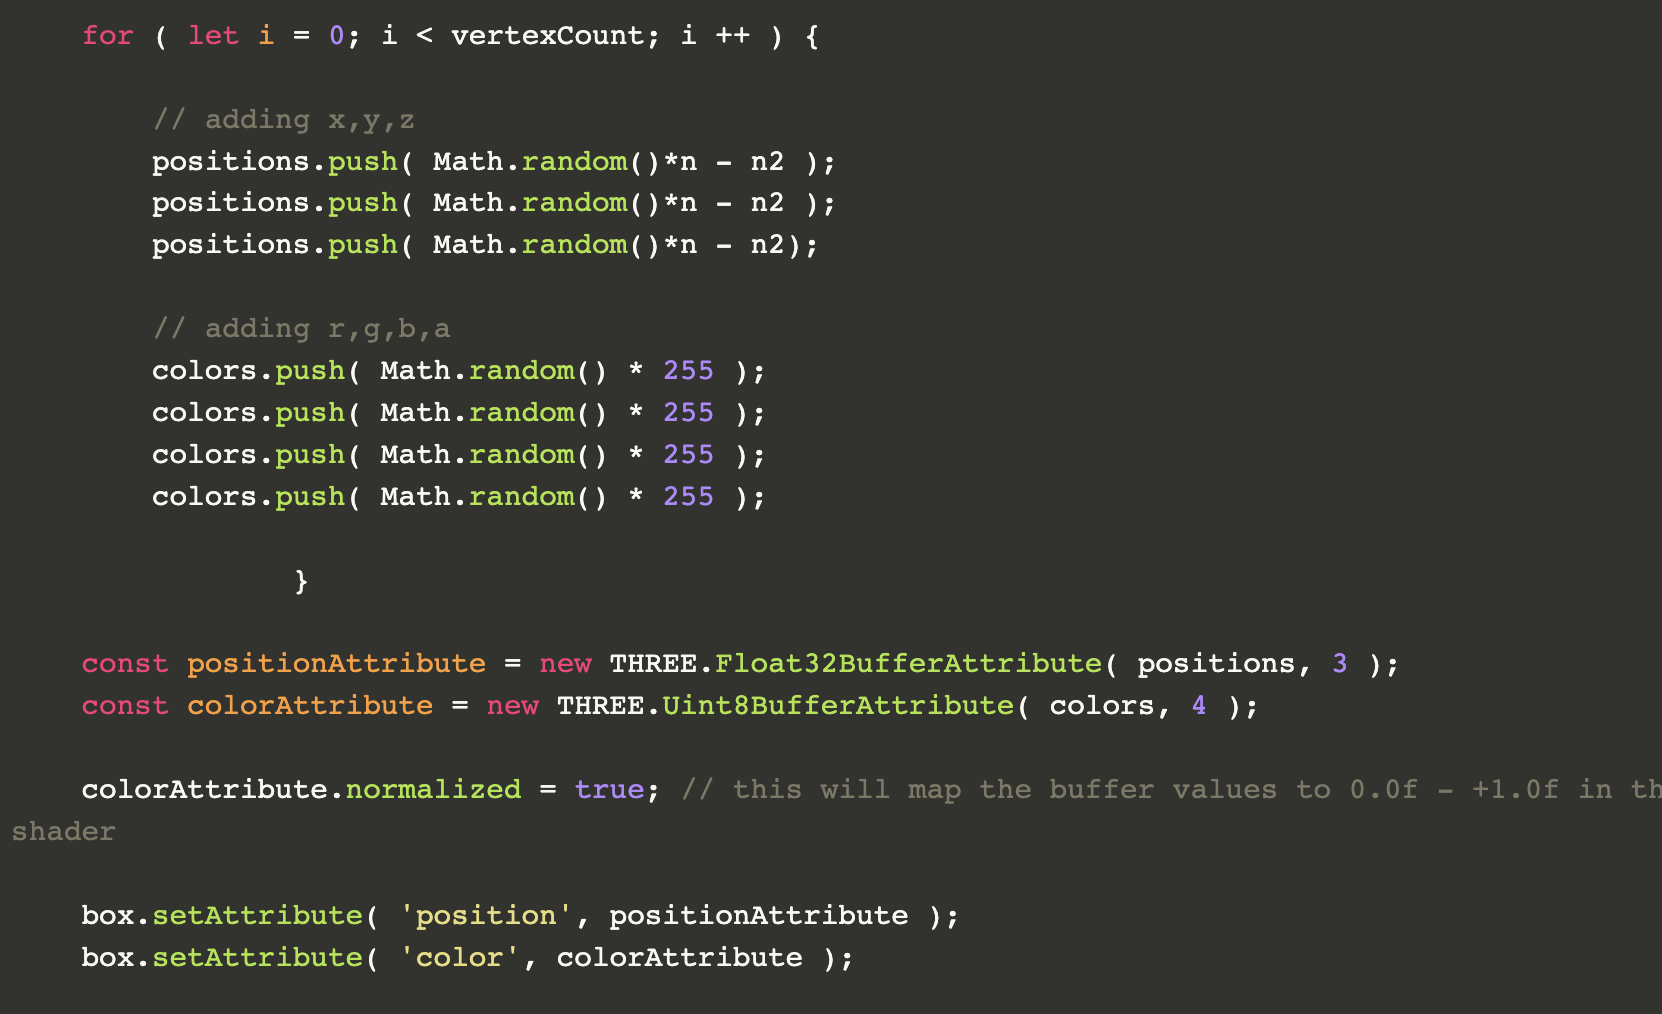 for ( let i = 0; i < vertexCount; i ++ ) {
// adding x,y,z
positions.push( Math.random()*n - n2 );
positions.push( Math.random()*n - n2 );
positions.push( Math.random()*n - n2);
// adding r,g,b,a
colors.push( Math.random() * 255 );
colors.push( Math.random() * 255 );
colors.push( Math.random() * 255 );
colors.push( Math.random() * 255 );
}
const positionAttribute = new THREE.Float32BufferAttribute( positions, 3 );
const colorAttribute = new THREE.Uint8BufferAttribute( colors, 4 );
colorAttribute.normalized = true; // this will map the buffer values to 0.0f - +1.0f in th
shader
box.setAttribute( 'position', positionAttribute );
box.setAttribute( 'color', colorAttribute );